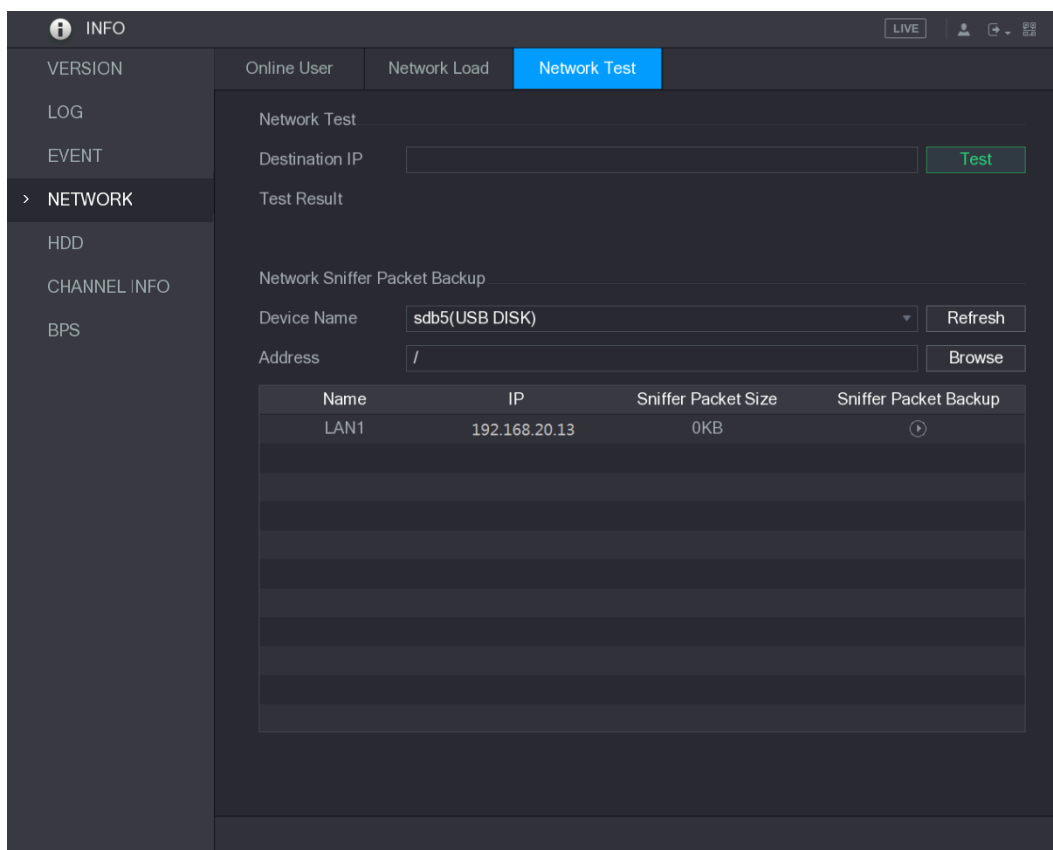 INFO
LIVE
VERSION
LOG
EVENT
NETWORK
HDD
CHANNEL INFO
BPS
Online User Network Load Network Test
Network Test
Destination IP Test
Test Result
Network Sniffer Packet Backup
Device Name sdb5(USB DISK) Refresh
Address / Browse
Name IP Sniffer Packet Size Sniffer Packet Backup
LAN1 192.168.20.13 0KB